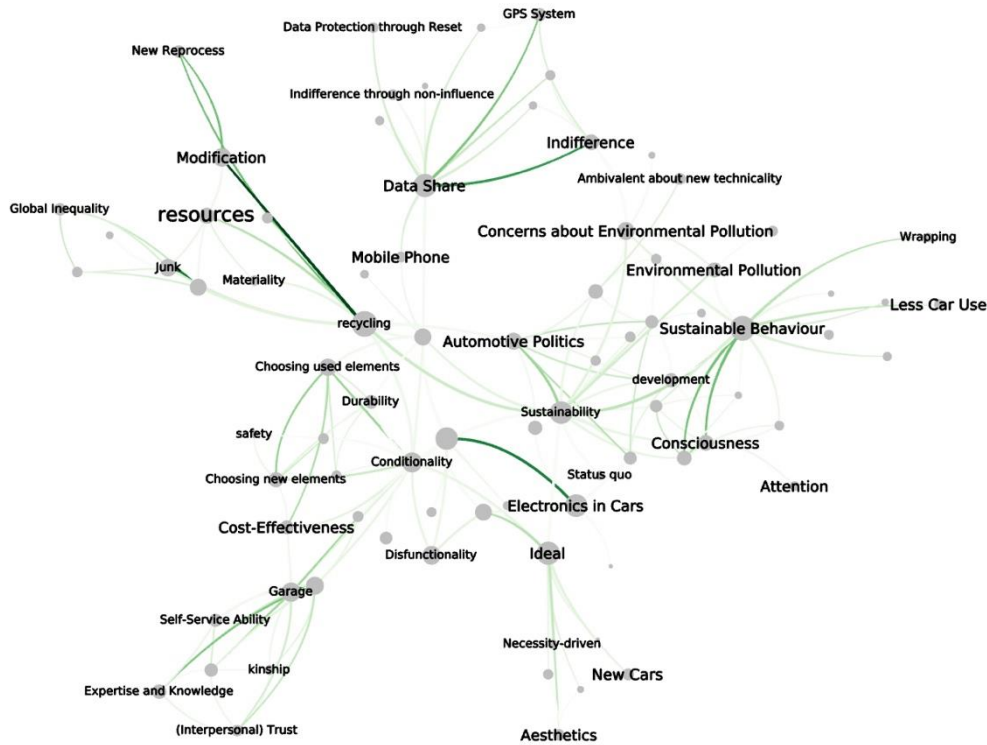 GPS System
Data Protection through Reset
New Reprocess
Indifference through non-influence
Indifference
Modification
Ambivalent about new technicality
Data Share
Global Inequality
resources
Concerns about Environmental Pollution
Wrapping
Mobile Phone
Junk
Environmental Pollution
Materiality
Less Car Use
recycling
Sustainable Behaviour
Automotive Politics
Choosing used elements
development
Durability
Sustainability
safety
Consciousness
Conditionality
Status quo
Choosing new elements
Attention
Electronics in Cars
Cost-Effectiveness
Disfunctionality
Ideal
Garage
Self-Service Ability
Necessity-driven
kinship
New Cars
Expertise and Knowledge
(Interpersonal) Trust
Aesthetics